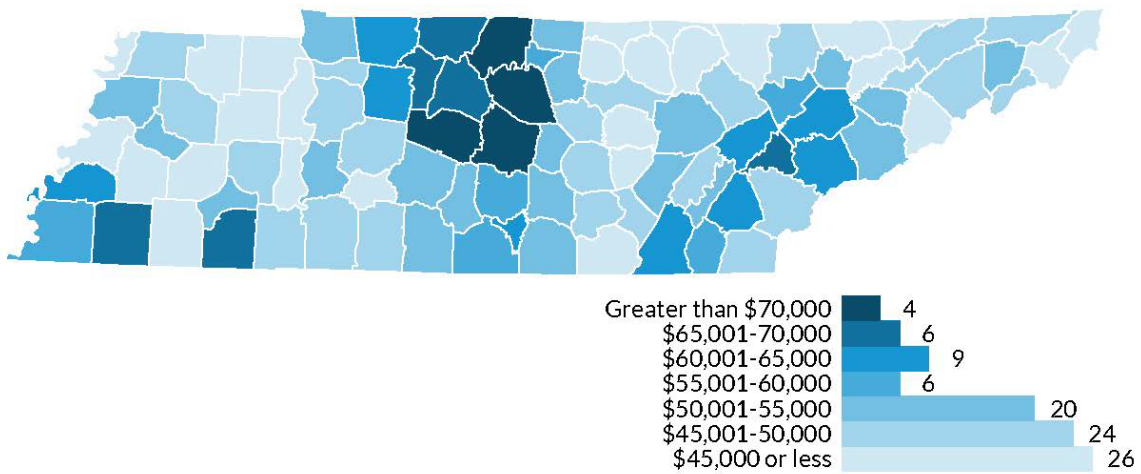 Greater than $70,000 4
$65,001-70,000 6
$60,001-65,000 9
$55,001-60,000 6
$50,001-55,000 20
$45,001-50,000 24
$45,000 or less 26